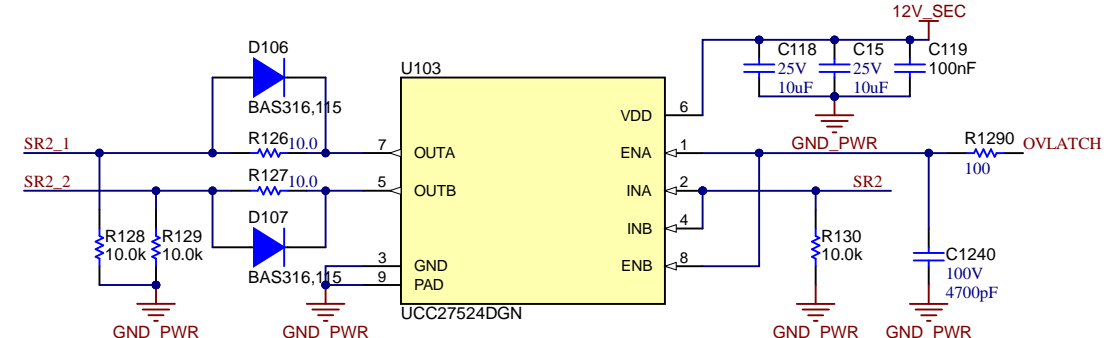 12V_SEC
D106
BAS316,115
U103
C118
25V
10uF
C15
25V
10uF
C119
100nF
VDD
6
GND_PWR
SR2_1
R126
10.0
7
OUTA
ENA
1
R1290
100
OVLATCH
SR2_2
R127
10.0
5
OUTB
INA
2
SR2
D107
BAS316,115
R128
10.0k
R129
10.0k
INB
4
R130
10.0k
3
GND
9
PAD
ENB
8
C1240
100V
4700pF
UCC27524DGN
GND_PWR
GND_PWR
GND_PWR
GND_PWR